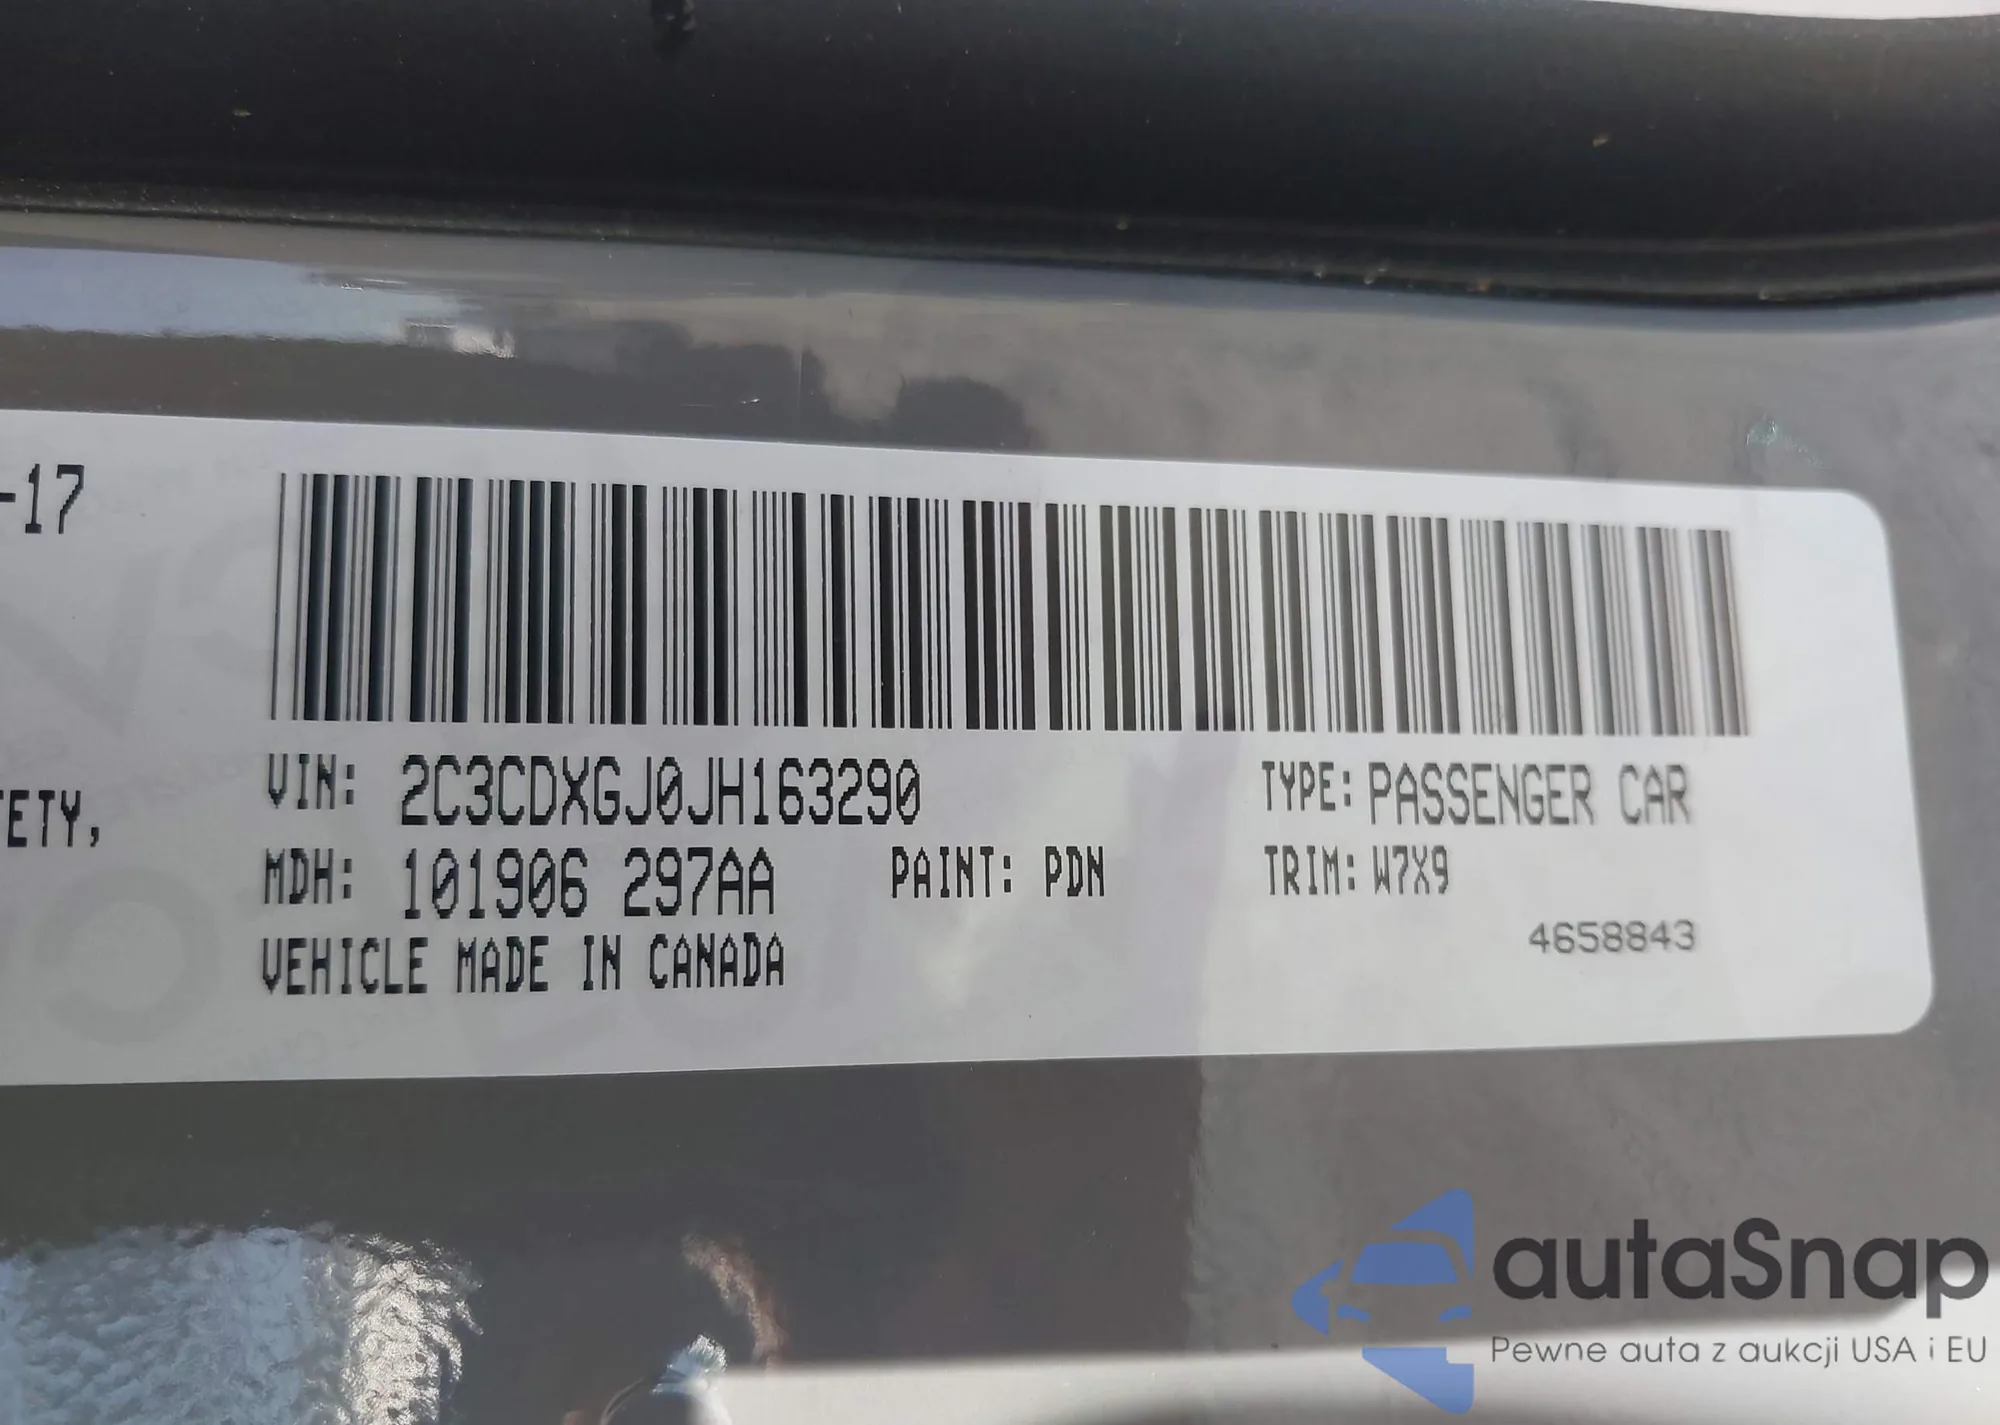 -17
VIN: 2C3CDXGJ0JH163290
TYPE: PASSENGER CAR
ETY,
MDH: 101906 297AA
PAINT: PDN
TRIM: W7X9
VEHICLE MADE IN CANADA
4658843
autaSnap
Pewne auta z aukcji USA i EU